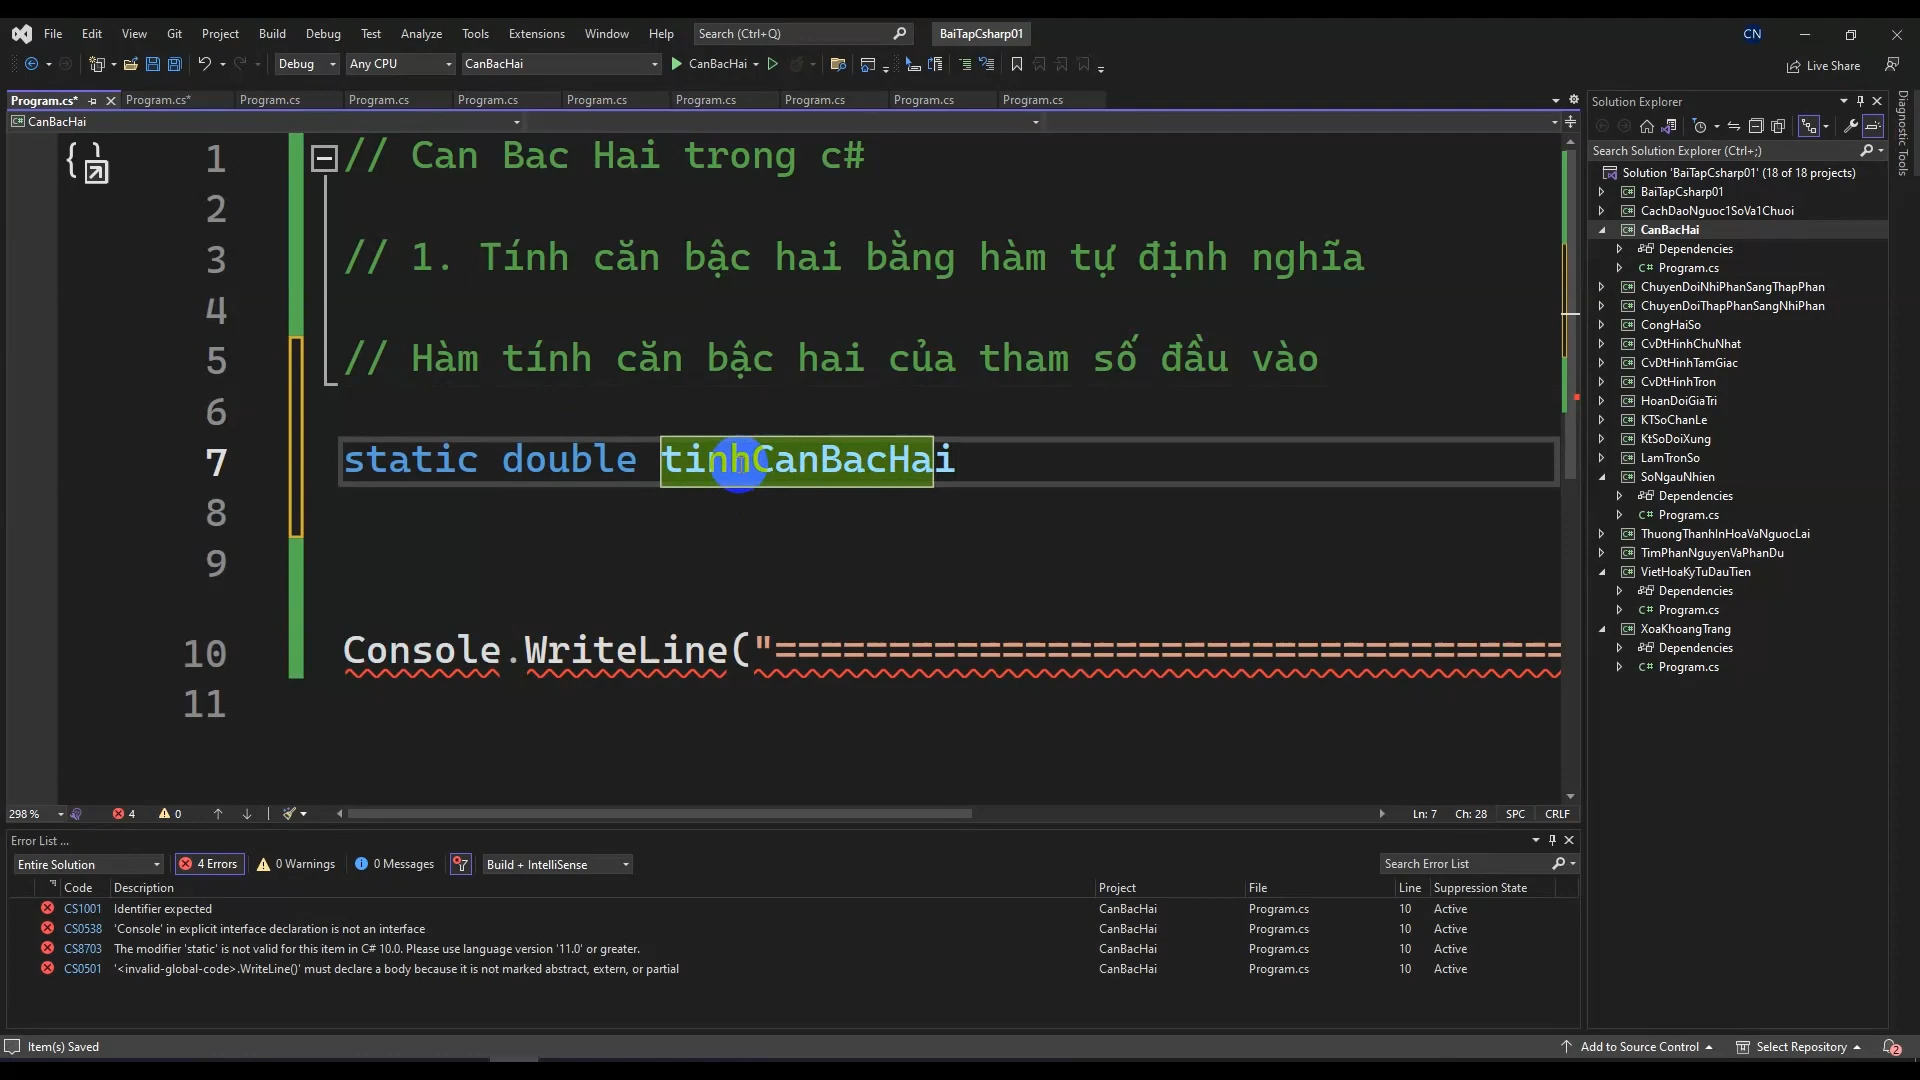 File Edit View Git Project Build Debug Test Analyze Tools Extensions Window Help Search (Ctrl+Q) BaiTapCsharp01 CN
Debug Any CPU CanBacHai CanBacHai Live Share
Program.cs* Program.cs* Program.cs Program.cs Program.cs Program.cs Program.cs Program.cs Program.cs Program.cs
CanBacHai
1 // Can Bac Hai trong c#
2
3 // 1. Tính căn bậc hai bằng hàm tự định nghĩa
4
5 // Hàm tính căn bậc hai của tham số đầu vào
6
7 static double tinhCanBacHai
8
9
10 Console.WriteLine("===================================
11
298 % 4 0 Ln: 7 Ch: 28 SPC CRLF
Error List ...
Entire Solution 4 Errors 0 Warnings 0 Messages Build + IntelliSense Search Error List
Code Description Project File Line Suppression State
CS1001 Identifier expected CanBacHai Program.cs 10 Active
CS0538 'Console' in explicit interface declaration is not an interface CanBacHai Program.cs 10 Active
CS8703 The modifier 'static' is not valid for this item in C# 10.0. Please use language version '11.0' or greater. CanBacHai Program.cs 10 Active
CS0501 '<invalid-global-code>.WriteLine()' must declare a body because it is not marked abstract, extern, or partial CanBacHai Program.cs 10 Active
Solution Explorer
Search Solution Explorer (Ctrl+;)
Solution 'BaiTapCsharp01' (18 of 18 projects)
BaiTapCsharp01
CachDaoNguoc1SoVa1Chuoi
CanBacHai
Dependencies
C# Program.cs
ChuyenDoiNhiPhanSangThapPhan
ChuyenDoiThapPhanSangNhiPhan
CongHaiSo
CvDtHinhChuNhat
CvDtHinhTamGiac
CvDtHinhTron
HoanDoiGiaTri
KTSoChanLe
KtSoDoiXung
LamTronSo
SoNgauNhien
Dependencies
C# Program.cs
ThuongThanhInHoaVaNguocLai
TimPhanNguyenVaPhanDu
VietHoaKyTuDauTien
Dependencies
C# Program.cs
XoaKhoangTrang
Dependencies
C# Program.cs
Diagnostic Tools
Item(s) Saved Add to Source Control Select Repository 2